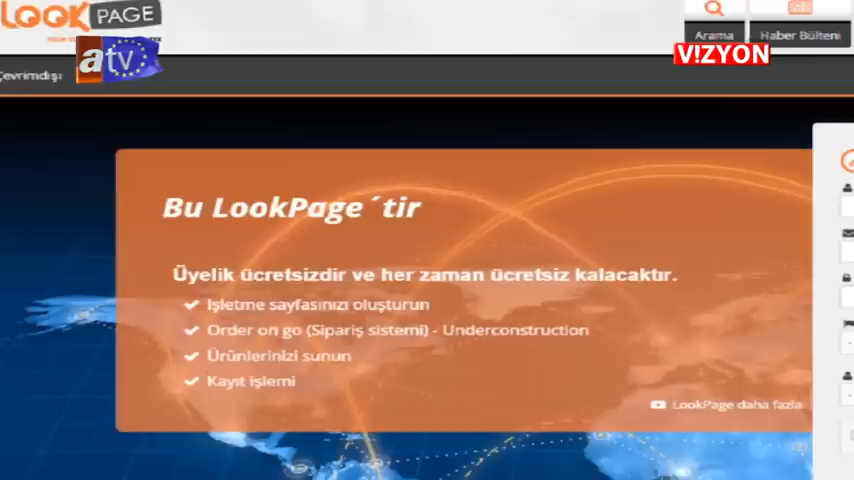 LOOK PAGE
Arama
Haber Bülteni
atv
VİZYON
Çevrimdışı
Bu LookPage´tir
Üyelik ücretsizdir ve her zaman ücretsiz kalacaktır.
İşletme sayfasınızı oluşturun
Order on go (Sipariş sistemi) - Underconstruction
Ürünlerinizi sunun
Kayıt işlemi
LookPage daha fazla